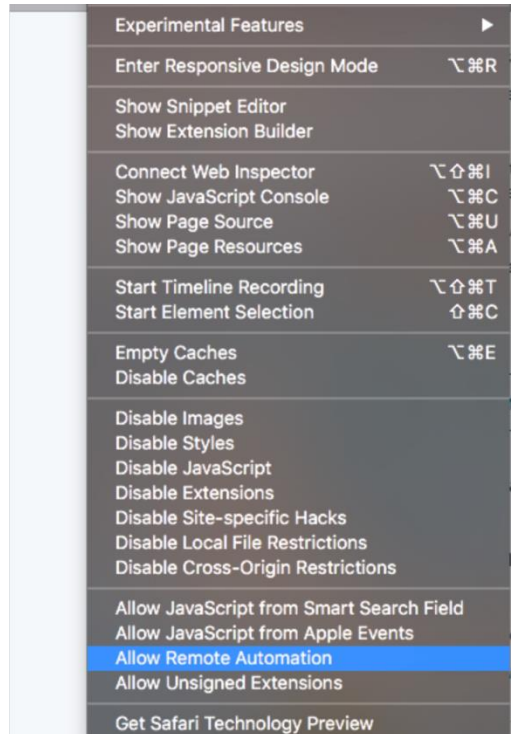 Experimental Features ▶
Enter Responsive Design Mode ⌥⌘R
Show Snippet Editor
Show Extension Builder
Connect Web Inspector ⌥⇧⌘I
Show JavaScript Console ⌥⌘C
Show Page Source ⌥⌘U
Show Page Resources ⌥⌘A
Start Timeline Recording ⌥⇧⌘T
Start Element Selection ⇧⌘C
Empty Caches ⌥⌘E
Disable Caches
Disable Images
Disable Styles
Disable JavaScript
Disable Extensions
Disable Site-specific Hacks
Disable Local File Restrictions
Disable Cross-Origin Restrictions
Allow JavaScript from Smart Search Field
Allow JavaScript from Apple Events
Allow Remote Automation
Allow Unsigned Extensions
Get Safari Technology Preview